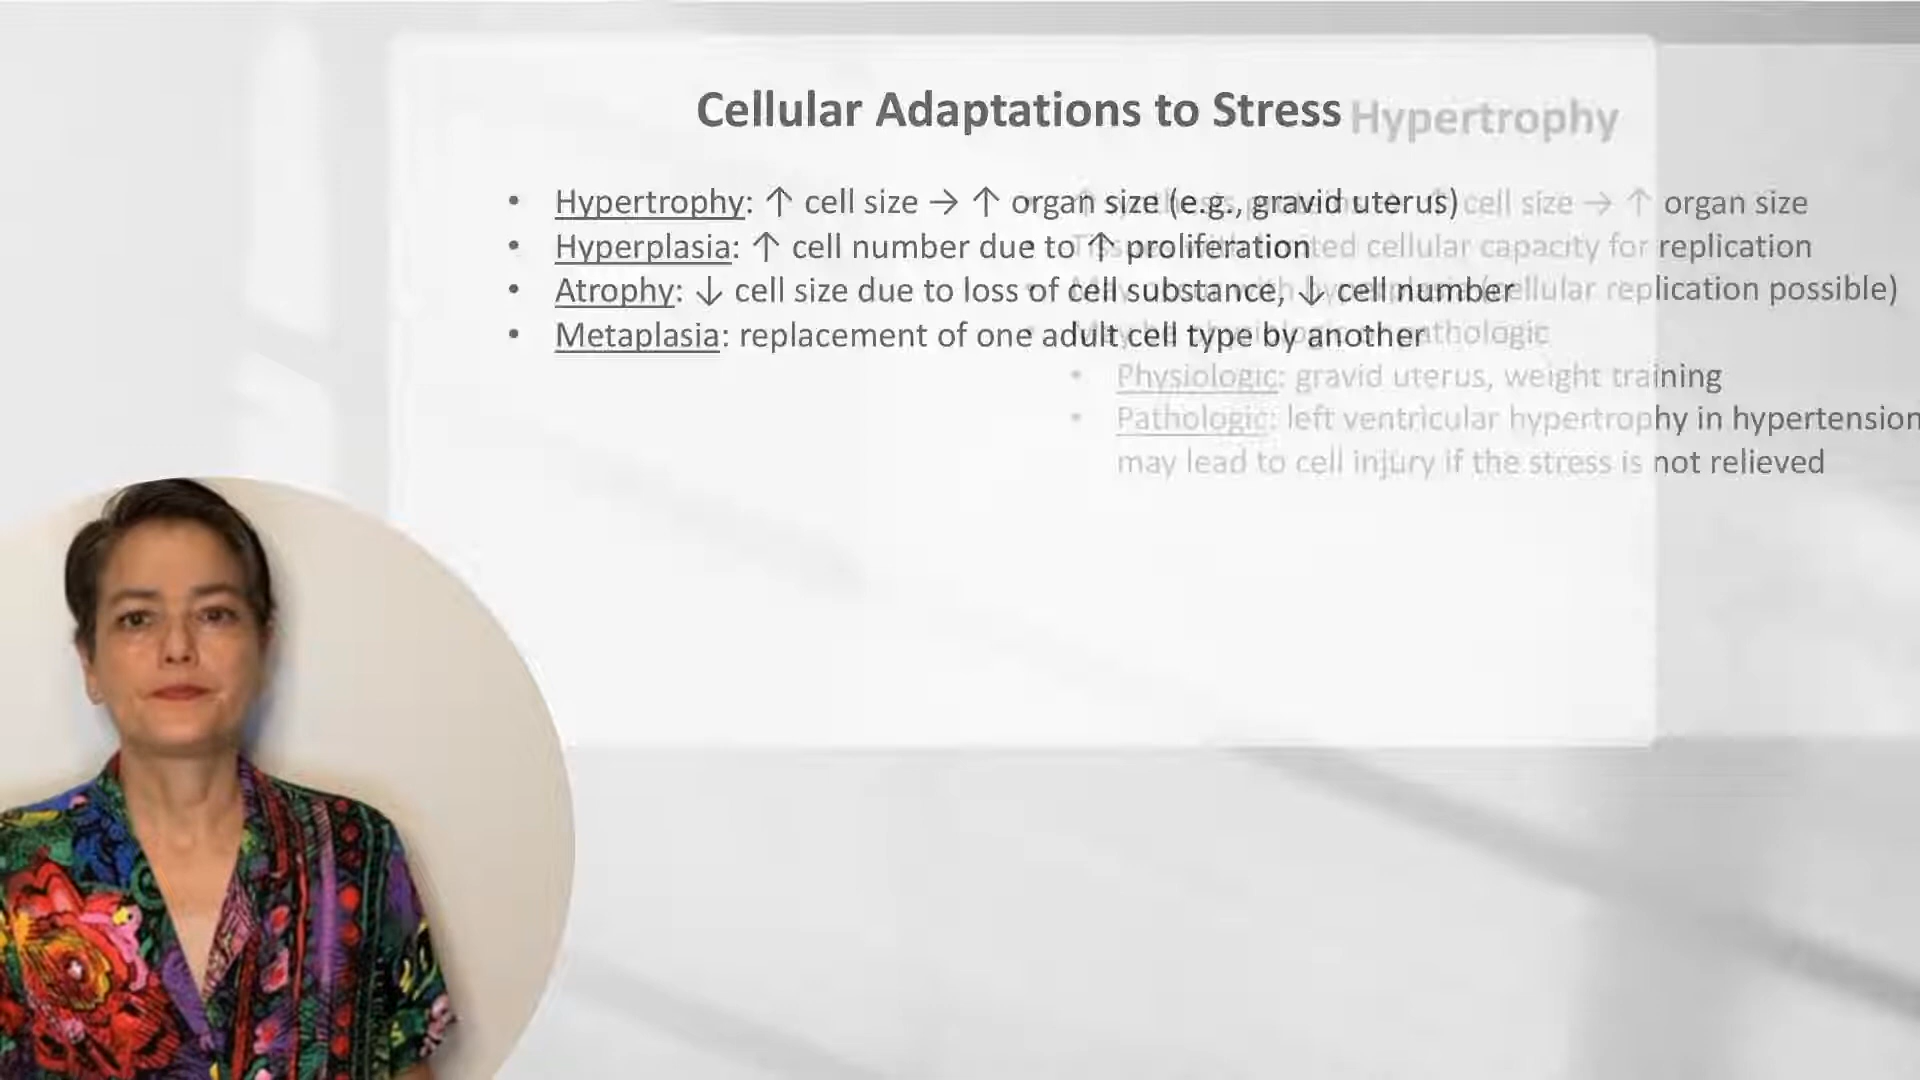 Cellular Adaptations to Stress
• Hypertrophy: ↑ cell size → ↑ organ size (e.g., gravid uterus)
• Hyperplasia: ↑ cell number due to ↑ proliferation
• Atrophy: ↓ cell size due to loss of cell substance, ↓ cell number
• Metaplasia: replacement of one adult cell type by another
Hypertrophy
cell size → ↑ organ size
cellular capacity for replication
replication possible)
pathologic
• Physiologic: gravid uterus, weight training
• Pathologic: left ventricular hypertrophy in hypertension
may lead to cell injury if the stress is not relieved